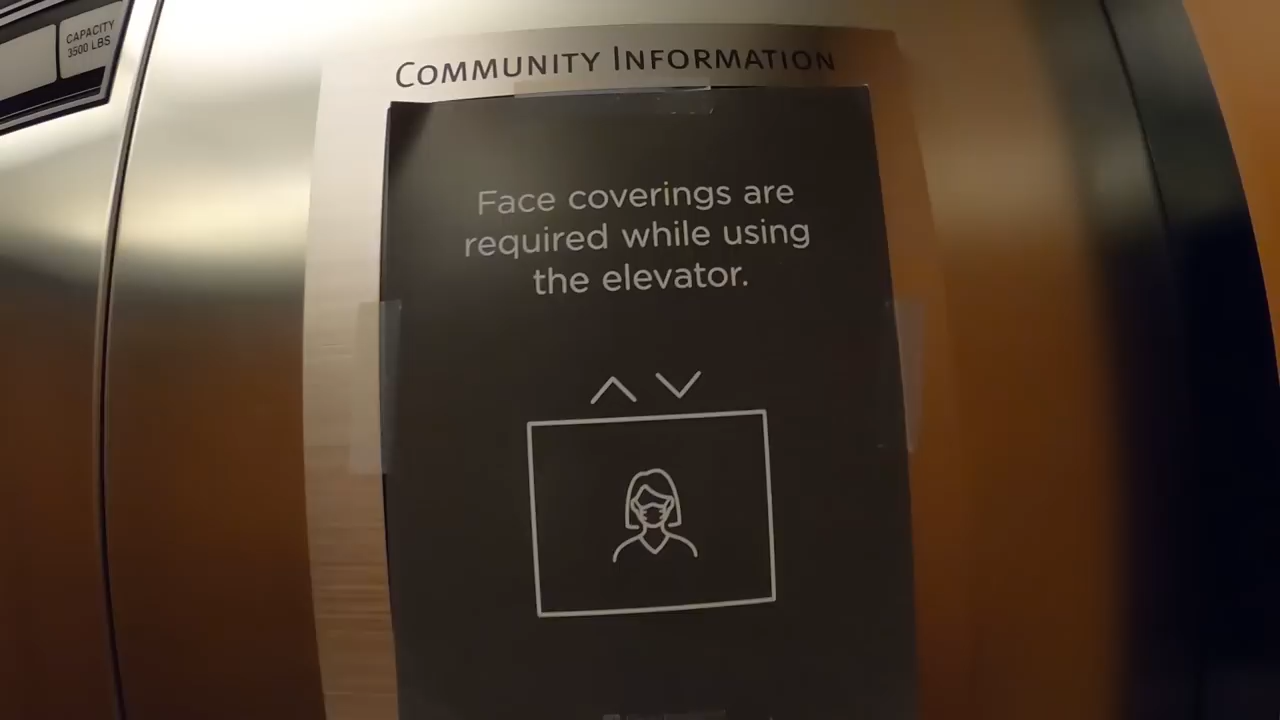 CAPACITY
3500 LBS
COMMUNITY INFORMATION
Face coverings are
required while using
the elevator.